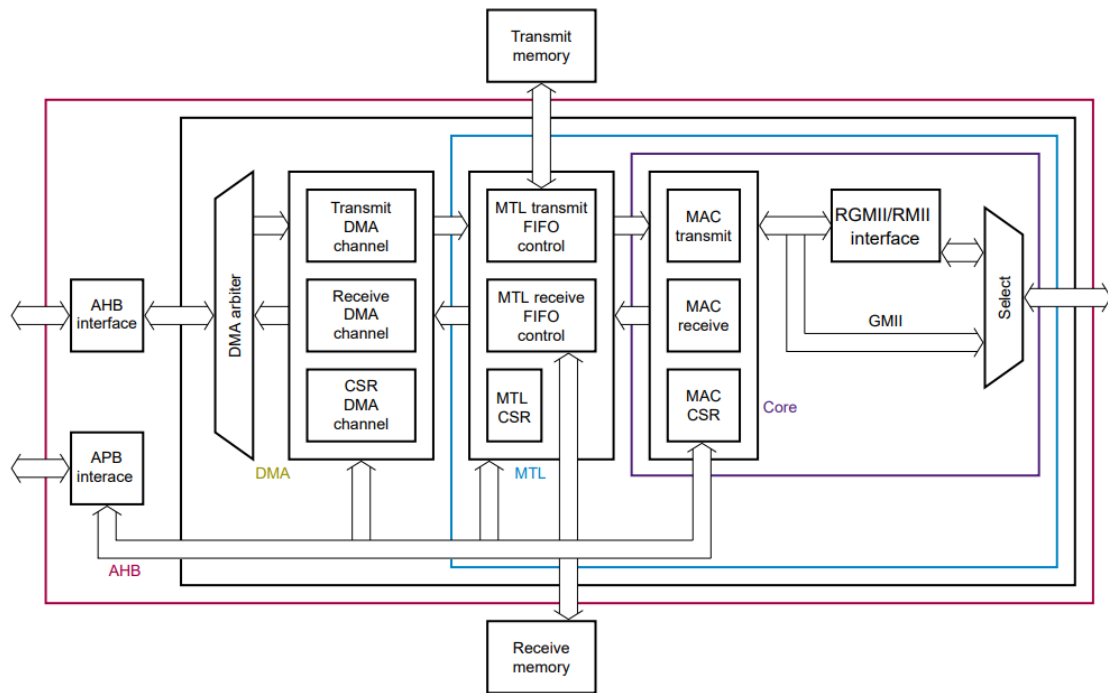 Transmit
memory
Transmit
DMA
channel
MTL transmit
FIFO
control
MAC
transmit
RGMII/RMII
interface
AHB
interface
DMA arbiter
Receive
DMA
channel
MTL receive
FIFO
control
MAC
receive
GMII
Select
CSR
DMA
channel
MTL
CSR
MAC
CSR
Core
APB
interace
DMA
MTL
AHB
Receive
memory